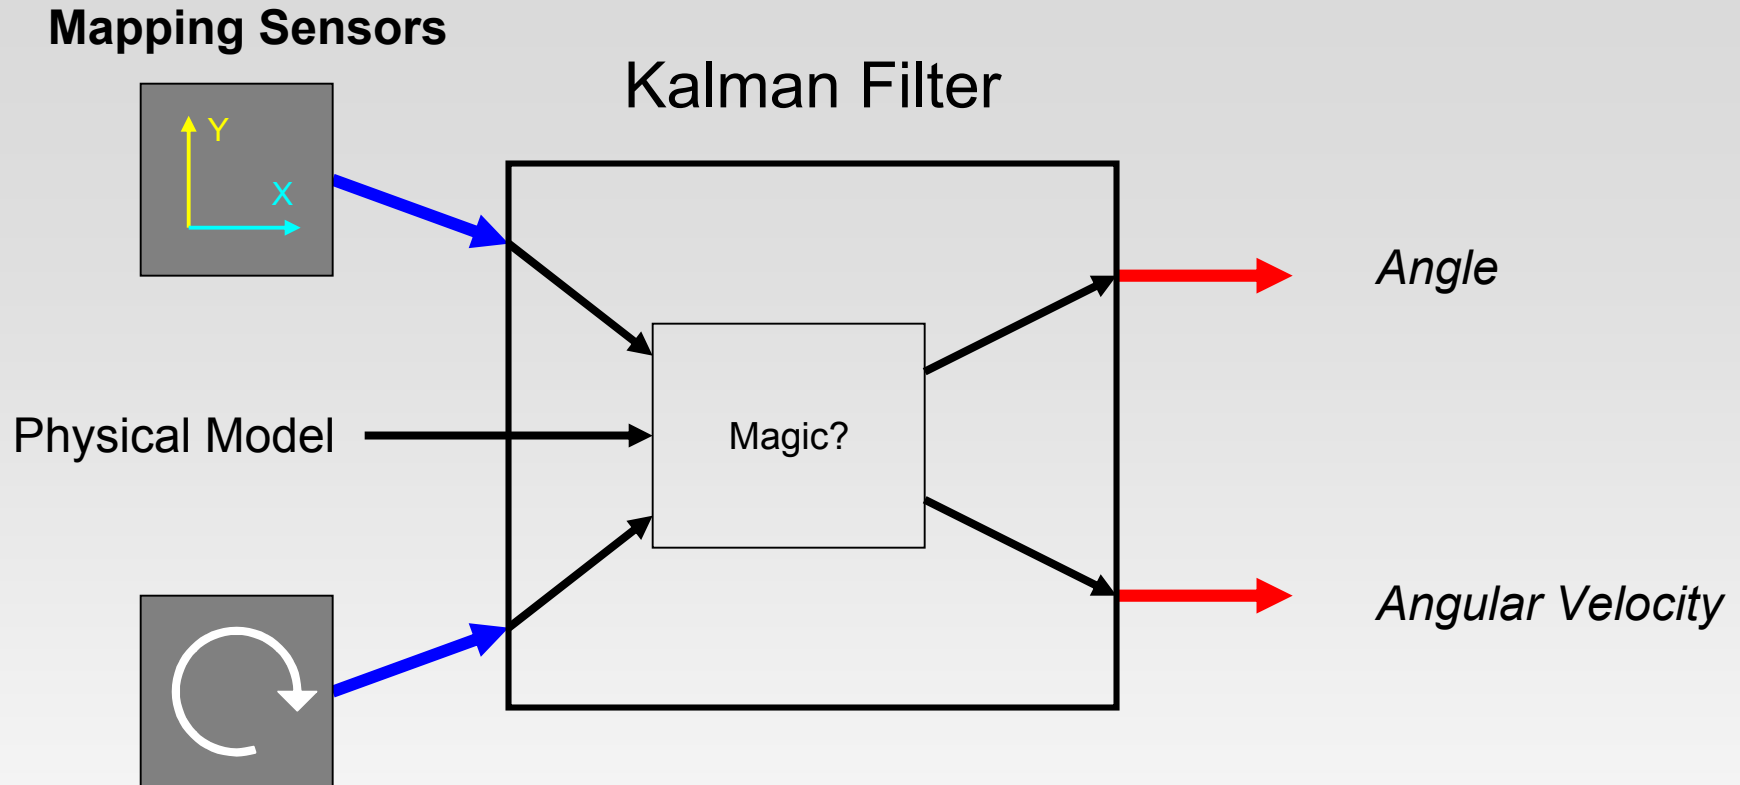 Mapping Sensors
Kalman Filter
Y
X
Angle
Physical Model
Magic?
Angular Velocity